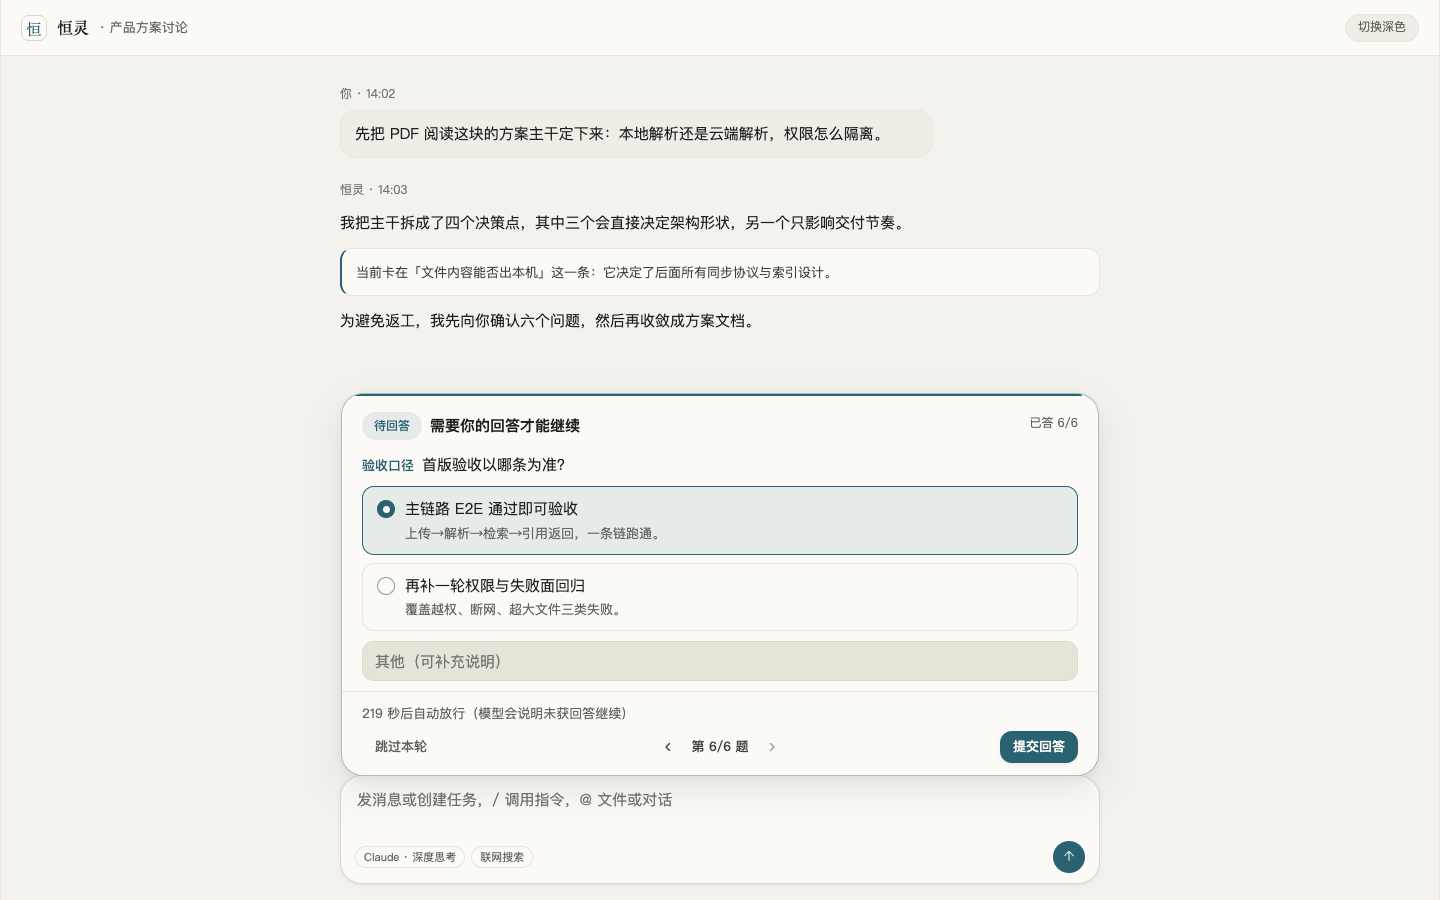 恒 恒灵 · 产品方案讨论
切换深色
你 · 14:02
先把 PDF 阅读这块的方案主干定下来：本地解析还是云端解析，权限怎么隔离。
恒灵 · 14:03
我把主干拆成了四个决策点，其中三个会直接决定架构形状，另一个只影响交付节奏。
当前卡在「文件内容能否出本机」这一条：它决定了后面所有同步协议与索引设计。
为避免返工，我先向你确认六个问题，然后再收敛成方案文档。
待回答 需要你的回答才能继续 已答 6/6
验收口径 首版验收以哪条为准？
主链路 E2E 通过即可验收
上传→解析→检索→引用返回，一条链跑通。
再补一轮权限与失败面回归
覆盖越权、断网、超大文件三类失败。
其他（可补充说明）
219 秒后自动放行（模型会说明未获回答继续）
跳过本轮 ‹ 第 6/6 题 › 提交回答
发消息或创建任务，/ 调用指令，@ 文件或对话
Claude · 深度思考 联网搜索 ↑